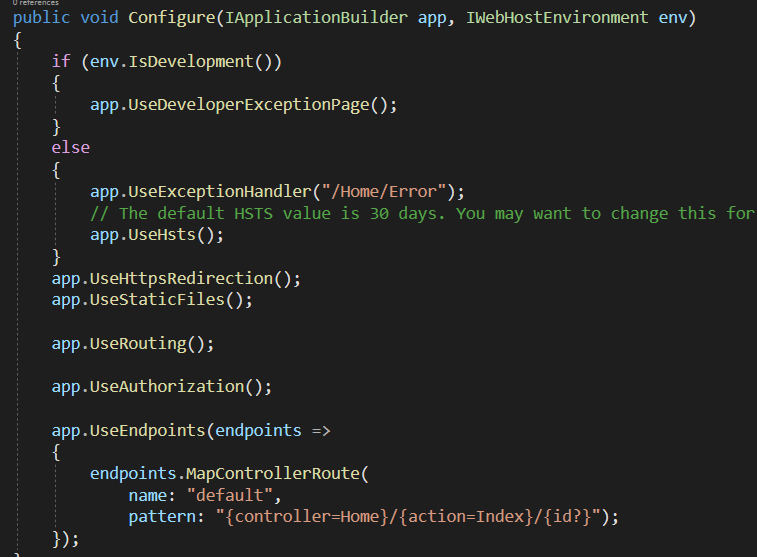 0 references
public void Configure(IApplicationBuilder app, IWebHostEnvironment env)
{
    if (env.IsDevelopment())
    {
        app.UseDeveloperExceptionPage();
    }
    else
    {
        app.UseExceptionHandler("/Home/Error");
        // The default HSTS value is 30 days. You may want to change this for
        app.UseHsts();
    }
    app.UseHttpsRedirection();
    app.UseStaticFiles();

    app.UseRouting();

    app.UseAuthorization();

    app.UseEndpoints(endpoints =>
    {
        endpoints.MapControllerRoute(
            name: "default",
            pattern: "{controller=Home}/{action=Index}/{id?}");
    });